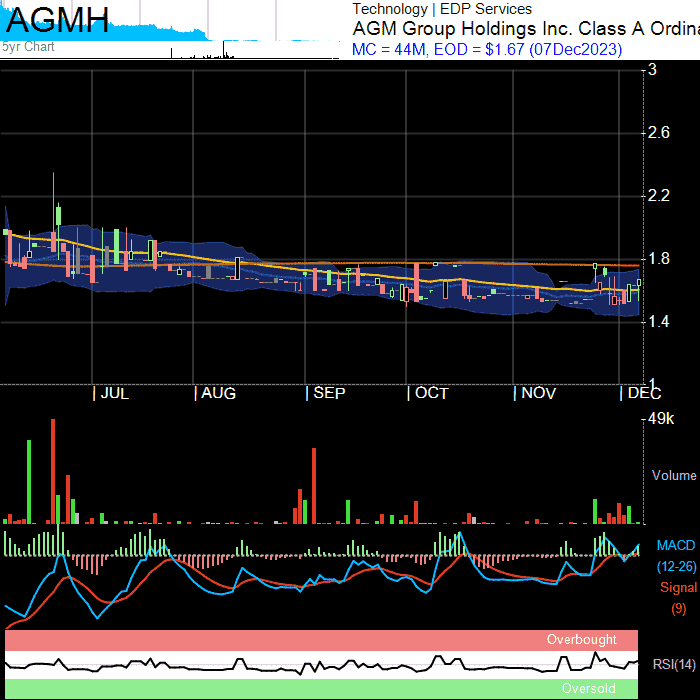 AGMH
Technology | EDP Services
AGM Group Holdings Inc. Class A Ordina
5yr Chart
MC = 44M, EOD = $1.67 (07Dec2023)
3
2.6
2.2
1.8
1.4
1
| JUL | AUG | SEP | OCT | NOV | DEC
49k
Volume
MACD
(12-26)
Signal
(9)
Overbought
RSI(14)
Oversold